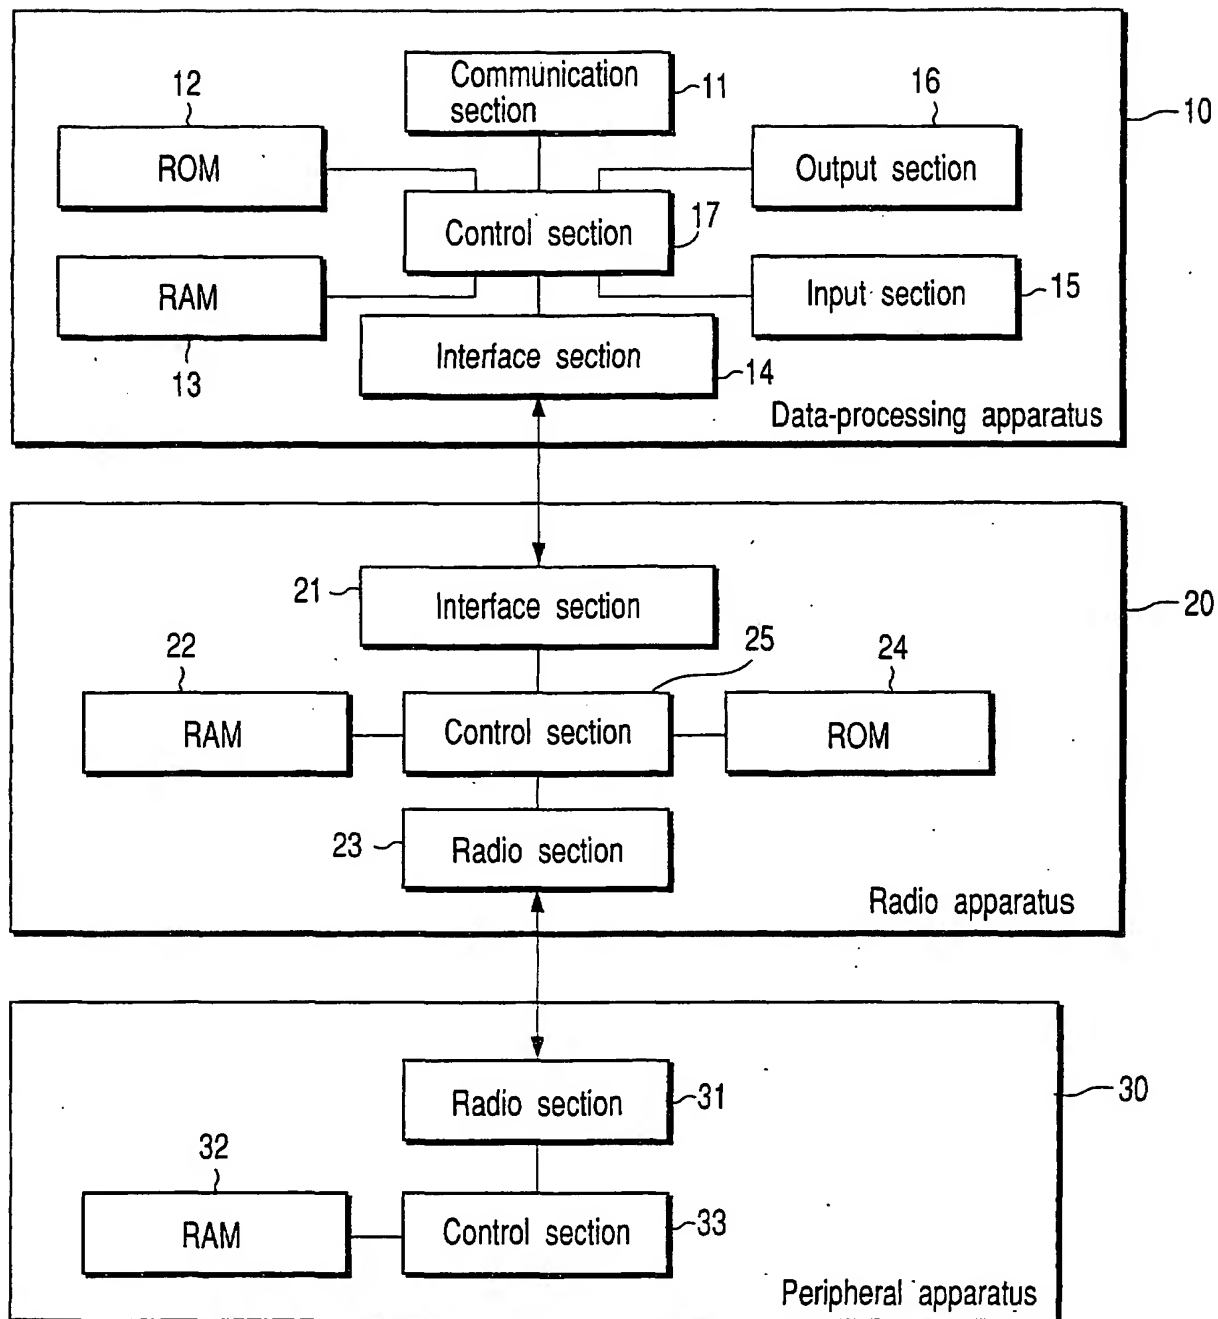 Communication
section
11
12
16
10
ROM
Output section
Control section
17
RAM
Input section
15
13
Interface section
14
Data-processing apparatus
21
Interface section
20
22
25
24
RAM
Control section
ROM
23
Radio section
Radio apparatus
Radio section
31
30
32
RAM
Control section
33
Peripheral apparatus